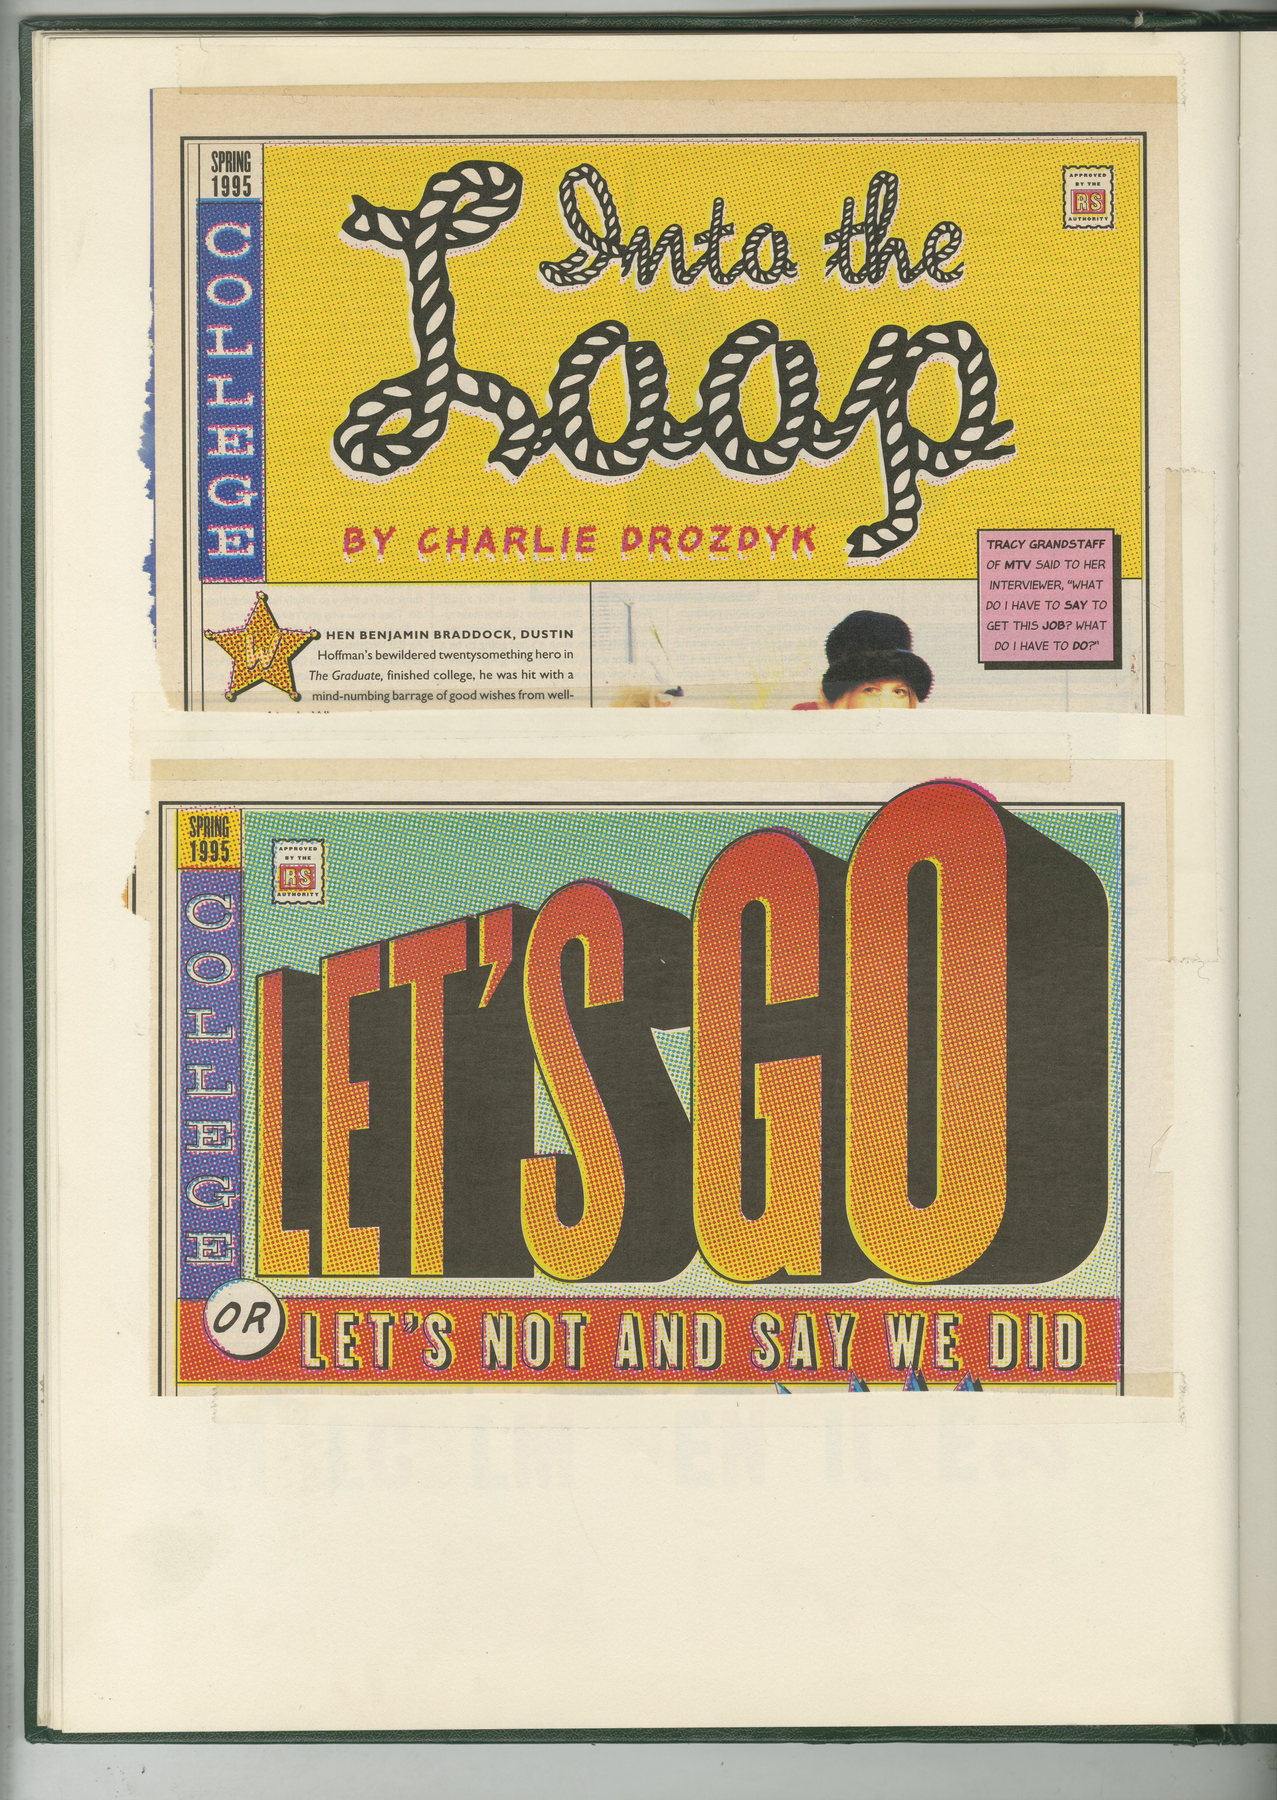 SPRING
1995
COLLEGE
Into the
Loop
APPROVED
BY THE
RS
AUTHORITY
BY CHARLIE DROZDYK
TRACY GRANDSTAFF
OF MTV SAID TO HER
INTERVIEWER, "WHAT
DO I HAVE TO SAY TO
GET THIS JOB? WHAT
DO I HAVE TO DO?"
WHEN BENJAMIN BRADDOCK, DUSTIN
Hoffman's bewildered twentysomething hero in
The Graduate, finished college, he was hit with a
mind-numbing barrage of good wishes from well-
SPRING
1995
COLLEGE
APPROVED
BY THE
RS
AUTHORITY
LET'S GO
OR LET'S NOT AND SAY WE DID